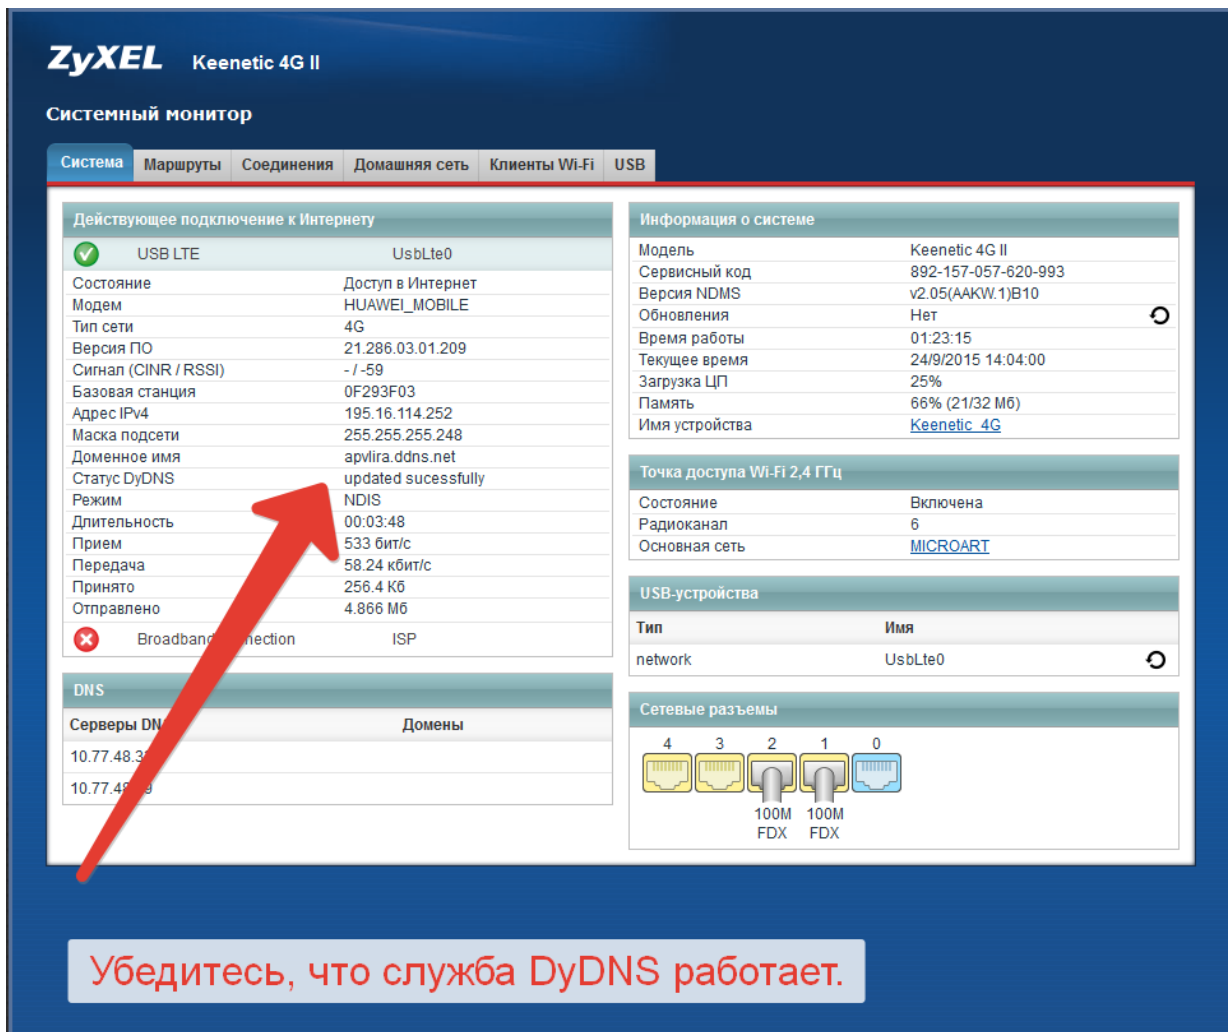 ZyXEL Keenetic 4G II
Системный монитор
Система Маршруты Соединения Домашняя сеть Клиенты Wi-Fi USB
Действующее подключение к Интернету
USB LTE UsbLte0
Состояние Доступ в Интернет
Модем HUAWEI_MOBILE
Тип сети 4G
Версия ПО 21.286.03.01.209
Сигнал (CINR / RSSI) - / -59
Базовая станция 0F293F03
Адрес IPv4 195.16.114.252
Маска подсети 255.255.255.248
Доменное имя apvlira.ddns.net
Статус DyDNS updated sucessfully
Режим NDIS
Длительность 00:03:48
Прием 533 бит/с
Передача 58.24 кбит/с
Принято 256.4 Кб
Отправлено 4.866 Мб
Broadband ISP
DNS
Серверы Домены
Информация о системе
Модель Keenetic 4G II
Сервисный код 892-157-057-620-993
Версия NDMS v2.05(AAKW.1)B10
Обновления Нет
Время работы 01:23:15
Текущее время 24/9/2015 14:04:00
Загрузка ЦП 25%
Память 66% (21/32 Мб)
Имя устройства Keenetic_4G
Точка доступа Wi-Fi 2,4 ГГц
Состояние Включена
Радиоканал 6
Основная сеть MICROART
USB-устройства
Тип Имя
network UsbLte0
Сетевые разъемы
4 3 2 1 0
100M 100M
FDX FDX
Убедитесь, что служба DyDNS работает.